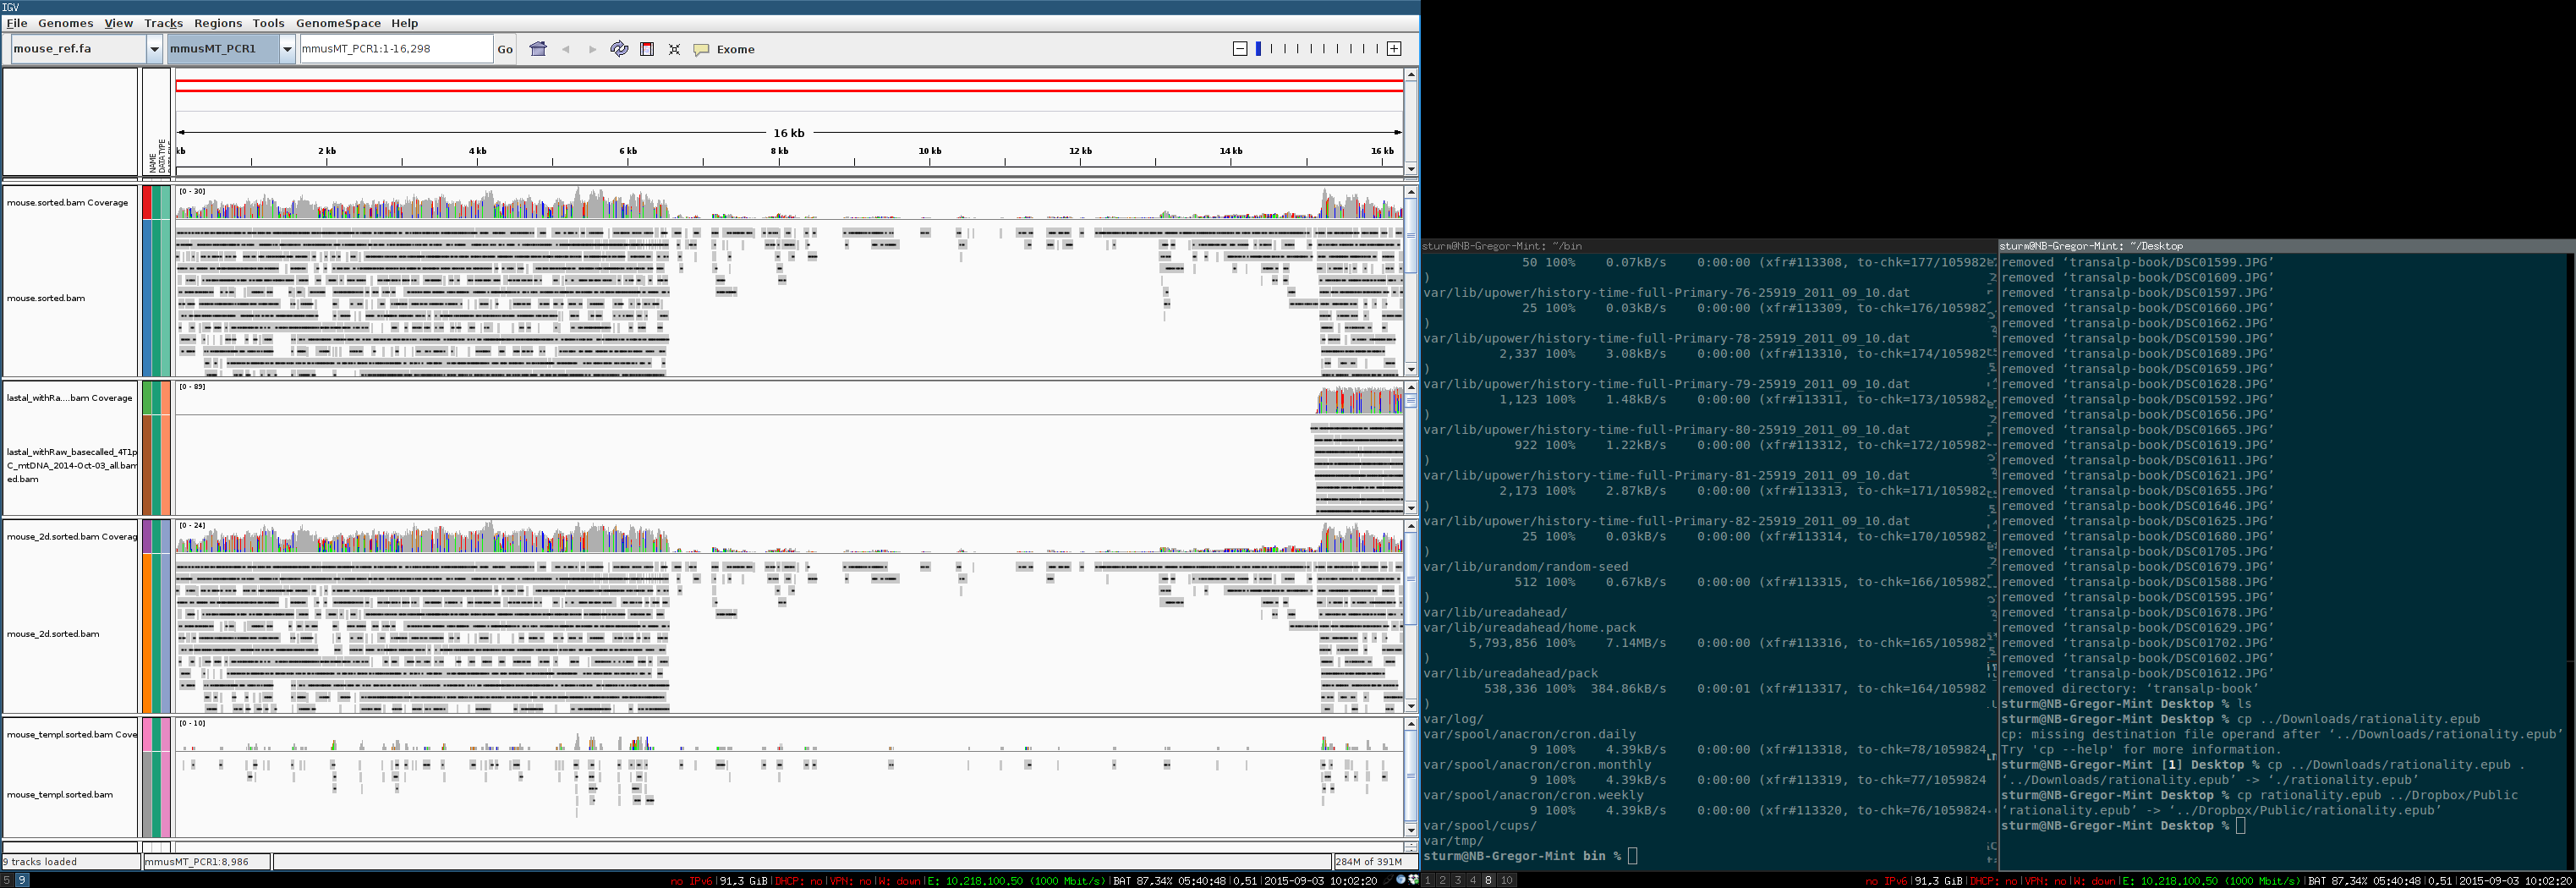 IGV
File Genomes View Tracks Regions Tools GenomeSpace Help
mouse_ref.fa mmusMT_PCR1 mmusMT_PCR1:1-16,298 Go Exome
NAME
DATA TYPE
16 kb
kb 2 kb 4 kb 6 kb 8 kb 10 kb 12 kb 14 kb 16 kb
[0 - 30]
mouse.sorted.bam Coverage
mouse.sorted.bam
[0 - 89]
lastal_withRa....bam Coverage
lastal_withRaw_basecalled_4T1p
C_mtDNA_2014-Oct-03_all.bam
ed.bam
[0 - 24]
mouse_2d.sorted.bam Coverag
mouse_2d.sorted.bam
[0 - 10]
mouse_templ.sorted.bam Cove
mouse_templ.sorted.bam
9 tracks loaded mmusMT_PCR1:8,986 284M of 391M
5 9 no IPv6|91,3 GiB|DHCP: no|VPN: no|W: down|E: 10.218.100.50 (1000 Mbit/s)|BAT 87,34% 05:40:48|0,51|2015-09-03 10:02:20
sturm@NB-Gregor-Mint: ~/bin
50 100% 0.07kB/s 0:00:00 (xfr#113308, to-chk=177/105982
)
var/lib/upower/history-time-full-Primary-76-25919_2011_09_10.dat
25 100% 0.03kB/s 0:00:00 (xfr#113309, to-chk=176/105982
)
var/lib/upower/history-time-full-Primary-78-25919_2011_09_10.dat
2,337 100% 3.08kB/s 0:00:00 (xfr#113310, to-chk=174/105982
)
var/lib/upower/history-time-full-Primary-79-25919_2011_09_10.dat
1,123 100% 1.48kB/s 0:00:00 (xfr#113311, to-chk=173/105982
)
var/lib/upower/history-time-full-Primary-80-25919_2011_09_10.dat
922 100% 1.22kB/s 0:00:00 (xfr#113312, to-chk=172/105982
)
var/lib/upower/history-time-full-Primary-81-25919_2011_09_10.dat
2,173 100% 2.87kB/s 0:00:00 (xfr#113313, to-chk=171/105982
)
var/lib/upower/history-time-full-Primary-82-25919_2011_09_10.dat
25 100% 0.03kB/s 0:00:00 (xfr#113314, to-chk=170/105982
)
var/lib/urandom/random-seed
512 100% 0.67kB/s 0:00:00 (xfr#113315, to-chk=166/105982
)
var/lib/ureadahead/
var/lib/ureadahead/home.pack
5,793,856 100% 7.14MB/s 0:00:00 (xfr#113316, to-chk=165/105982
)
var/lib/ureadahead/pack
538,336 100% 384.86kB/s 0:00:01 (xfr#113317, to-chk=164/105982
)
var/log/
var/spool/anacron/cron.daily
9 100% 4.39kB/s 0:00:00 (xfr#113318, to-chk=78/1059824
var/spool/anacron/cron.monthly
9 100% 4.39kB/s 0:00:00 (xfr#113319, to-chk=77/1059824
var/spool/anacron/cron.weekly
9 100% 4.39kB/s 0:00:00 (xfr#113320, to-chk=76/1059824
var/spool/cups/
var/tmp/
sturm@NB-Gregor-Mint bin %
sturm@NB-Gregor-Mint: ~/Desktop
removed ‘transalp-book/DSC01599.JPG’
removed ‘transalp-book/DSC01609.JPG’
removed ‘transalp-book/DSC01597.JPG’
removed ‘transalp-book/DSC01660.JPG’
removed ‘transalp-book/DSC01662.JPG’
removed ‘transalp-book/DSC01590.JPG’
removed ‘transalp-book/DSC01689.JPG’
removed ‘transalp-book/DSC01659.JPG’
removed ‘transalp-book/DSC01628.JPG’
removed ‘transalp-book/DSC01592.JPG’
removed ‘transalp-book/DSC01656.JPG’
removed ‘transalp-book/DSC01665.JPG’
removed ‘transalp-book/DSC01619.JPG’
removed ‘transalp-book/DSC01611.JPG’
removed ‘transalp-book/DSC01621.JPG’
removed ‘transalp-book/DSC01655.JPG’
removed ‘transalp-book/DSC01646.JPG’
removed ‘transalp-book/DSC01625.JPG’
removed ‘transalp-book/DSC01680.JPG’
removed ‘transalp-book/DSC01705.JPG’
removed ‘transalp-book/DSC01679.JPG’
removed ‘transalp-book/DSC01588.JPG’
removed ‘transalp-book/DSC01595.JPG’
removed ‘transalp-book/DSC01678.JPG’
removed ‘transalp-book/DSC01629.JPG’
removed ‘transalp-book/DSC01702.JPG’
removed ‘transalp-book/DSC01602.JPG’
removed ‘transalp-book/DSC01612.JPG’
removed directory: ‘transalp-book’
sturm@NB-Gregor-Mint Desktop % ls
sturm@NB-Gregor-Mint Desktop % cp ../Downloads/rationality.epub
cp: missing destination file operand after ‘../Downloads/rationality.epub’
Try 'cp --help' for more information.
sturm@NB-Gregor-Mint [1] Desktop % cp ../Downloads/rationality.epub .
‘../Downloads/rationality.epub’ -> ‘./rationality.epub’
sturm@NB-Gregor-Mint Desktop % cp rationality.epub ../Dropbox/Public
‘rationality.epub’ -> ‘../Dropbox/Public/rationality.epub’
sturm@NB-Gregor-Mint Desktop %
1 2 3 4 8 10 no IPv6|91,3 GiB|DHCP: no|VPN: no|W: down|E: 10.218.100.50 (1000 Mbit/s)|BAT 87,34% 05:40:48|0,51|2015-09-03 10:02:20